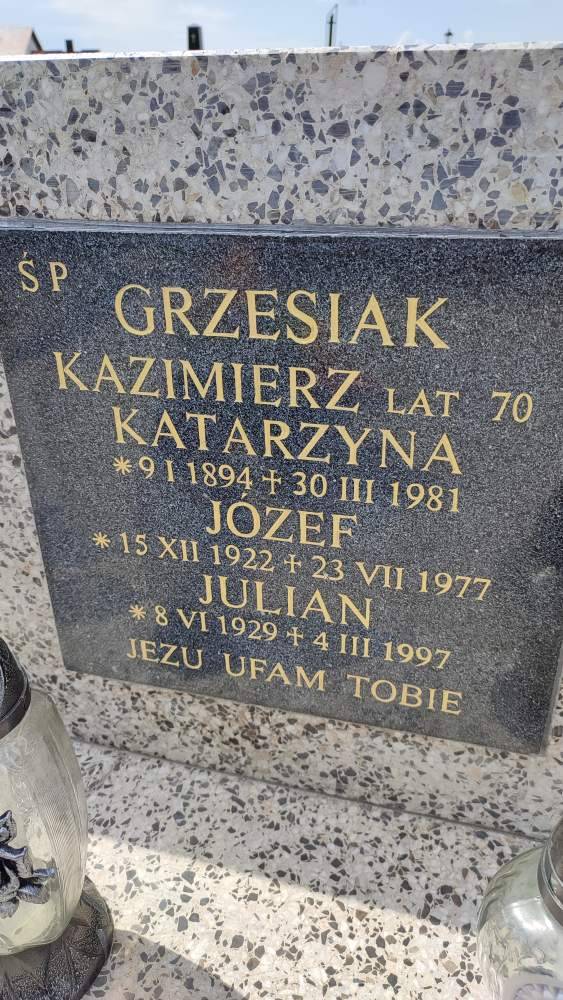 ŚP
GRZESIAK
KAZIMIERZ LAT 70
KATARZYNA
*9 I 1894 + 30 III 1981
JÓZEF
* 15 XII 1922 + 23 VII 1977
JULIAN
* 8 VI 1929 + 4 III 1997
JEZU UFAM TOBIE